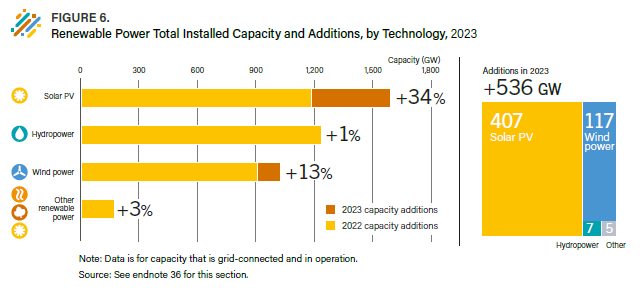 FIGURE 6.
Renewable Power Total Installed Capacity and Additions, by Technology, 2023
Capacity (GW)
0 300 600 900 1,200 1,500 1,800
Solar PV
+34%
Hydropower
+1%
Wind power
+13%
Other
renewable
power
+3%
2023 capacity additions
2022 capacity additions
Additions in 2023
+536 GW
407
Solar PV
117
Wind
power
7
5
Hydropower Other
Note: Data is for capacity that is grid-connected and in operation.
Source: See endnote 36 for this section.